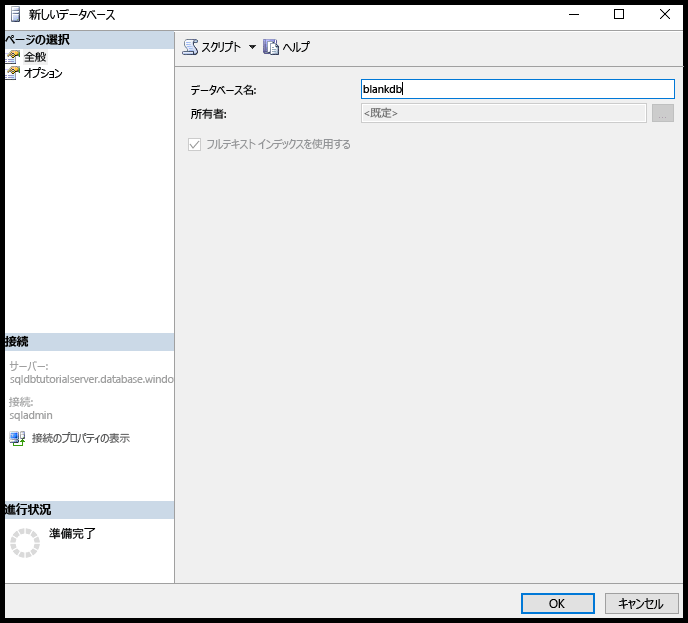 新しいデータベース
ページの選択
全般
オプション
スクリプト
ヘルプ
データベース名:
blankdb
所有者:
<既定>
...
フルテキスト インデックスを使用する
接続
サーバー:
sqldbtutorialserver.database.windo
接続:
sqladmin
接続のプロパティの表示
進行状況
準備完了
OK
キャンセル